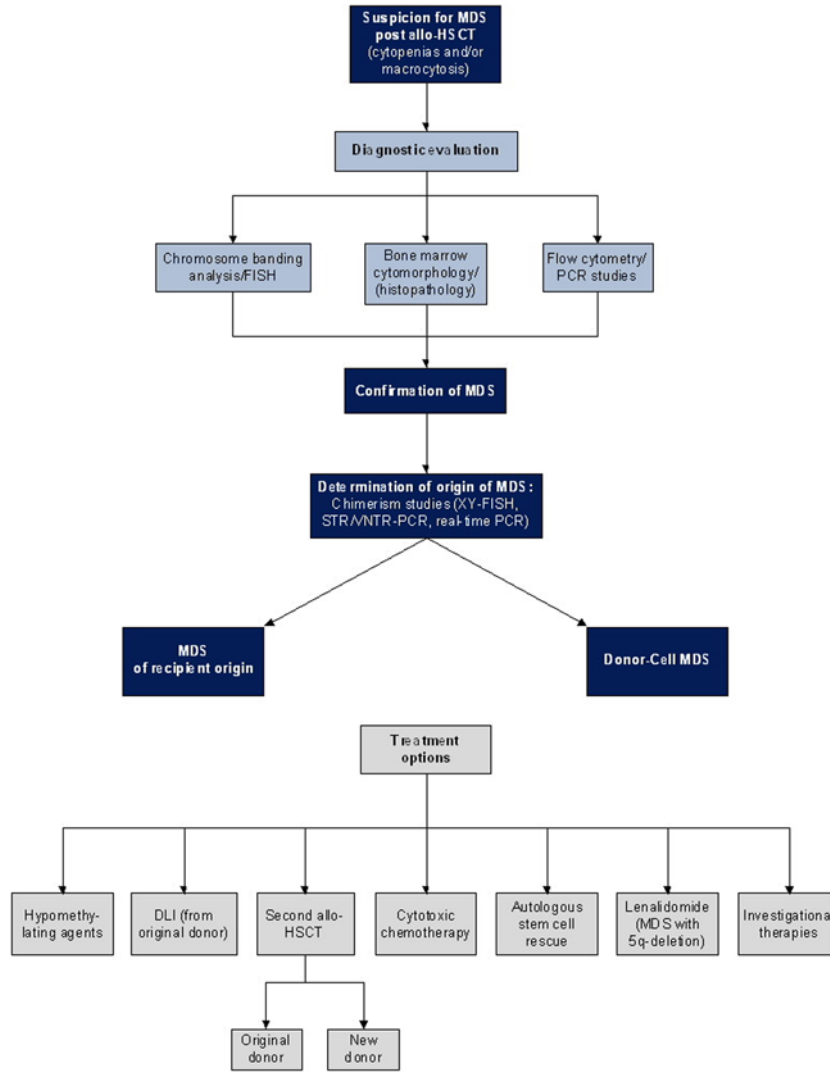 Suspicion for MDS
post allo-HSCT
(cytopenias and/or
macrocytosis)
Diagnostic evaluation
Chromosome banding
analysis/FISH
Bone marrow
cytomorphology/
(histopathology)
Flow cytometry/
PCR studies
Confirmation of MDS
Determination of origin of MDS:
Chimerism studies (XY-FISH,
STR/VNTR-PCR, real-time PCR)
MDS
of recipient origin
Donor-Cell MDS
Treatment
options
Hypomethy-
lating agents
DLI (from
original donor)
Second allo-
HSCT
Cytotoxic
chemotherapy
Autologous
stem cell
rescue
Lenalidomide
(MDS with
5q-deletion)
Investigational
therapies
Original
donor
New
donor